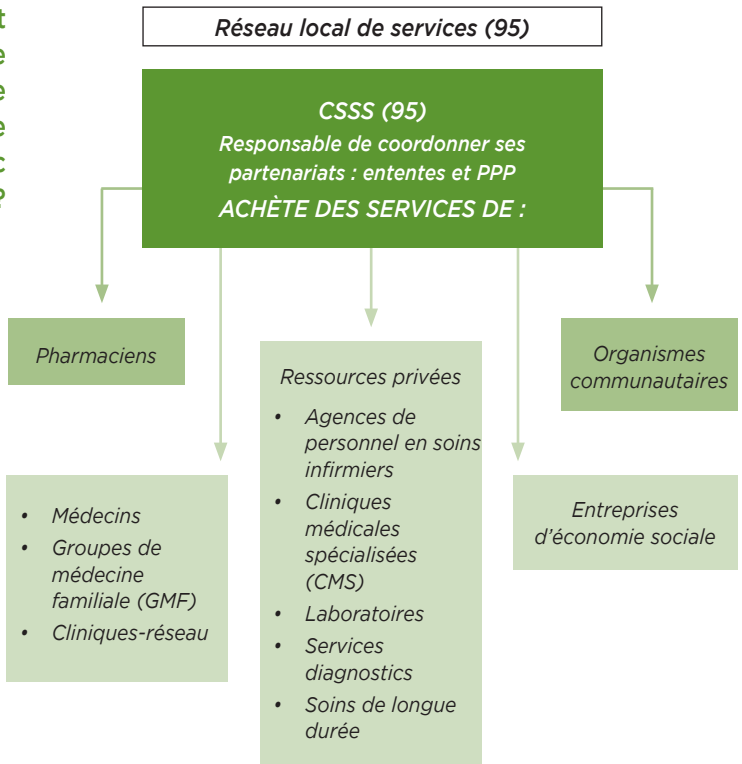 Réseau local de services (95)
CSSS (95)
Responsable de coordonner ses
partenariats : ententes et PPP
ACHÈTE DES SERVICES DE :
Pharmaciens
Organismes
communautaires
Ressources privées
• Agences de
personnel en soins
infirmiers
• Cliniques
médicales
spécialisées
(CMS)
• Laboratoires
• Services
diagnostics
• Soins de longue
durée
• Médecins
• Groupes de
médecine
familiale (GMF)
• Cliniques-réseau
Entreprises
d’économie sociale